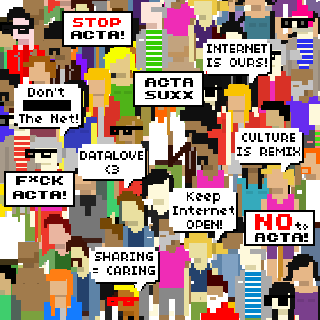 STOP
ACTA!
INTERNET
IS OURS!
ACTA
SUXX
Don't
The Net!
CULTURE
IS REMIX
DATALOVE
<3
F*CK
ACTA!
Keep
Internet
OPEN!
NO to
ACTA!
SHARING
= CARING